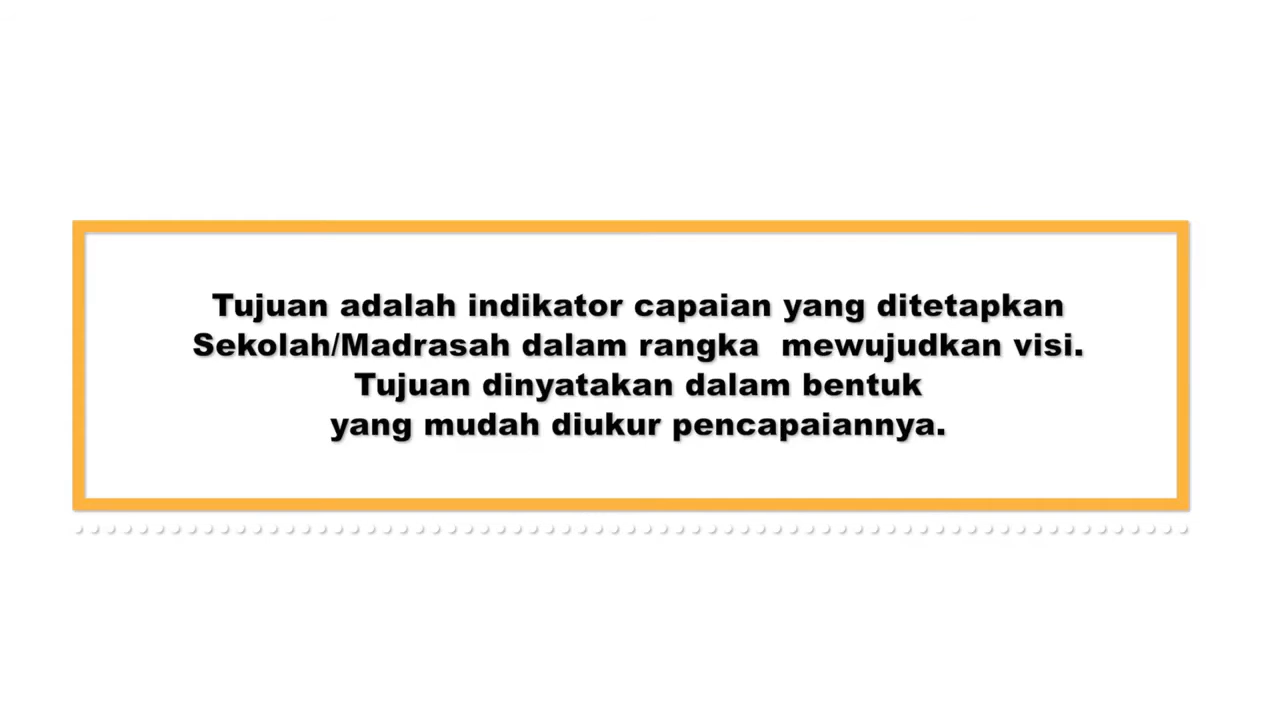 Tujuan adalah indikator capaian yang ditetapkan
Sekolah/Madrasah dalam rangka  mewujudkan visi.
Tujuan dinyatakan dalam bentuk
yang mudah diukur pencapaiannya.